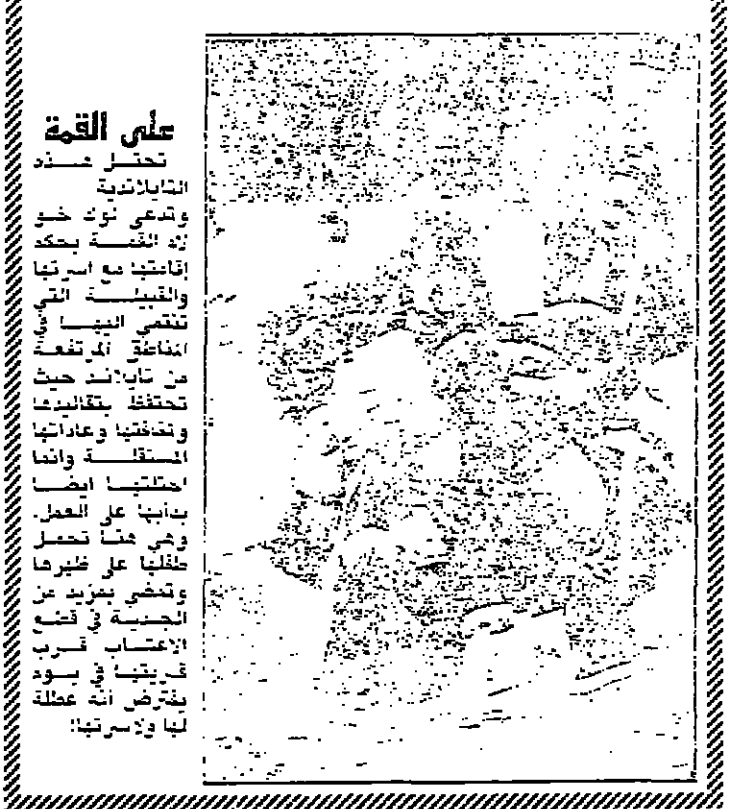 على القمة
تحتل هذه
التايلاندية
وتدعى نوك خو
القمة بحكم
إقامتها مع اسرتها
والقبيلة التي
تنتمي اليها في
المناطق المرتفعة
من تايلاند حيث
تحتفظ بتقاليدها
وثقافتها وعاداتها
المستقلة وانما
احتلتها ايضا
بدأبها على العمل.
وهي هنا تحمل
طفلها على ظهرها
وتمضي بمزيد من
الجدية في قطع
الاعشاب قرب
قريتها في يوم
يفترض انه عطلة
لها ولاسرتها!